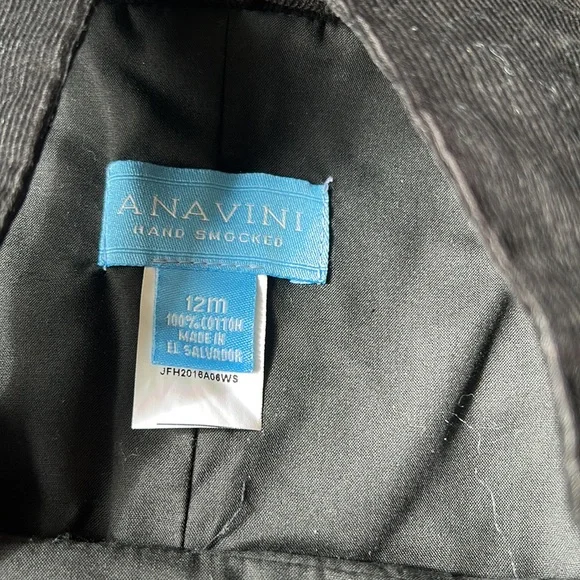 ANAVINI
HAND SMOCKED
12m
100% COTTON
MADE IN
EL SALVADOR
JFH2016A06WS